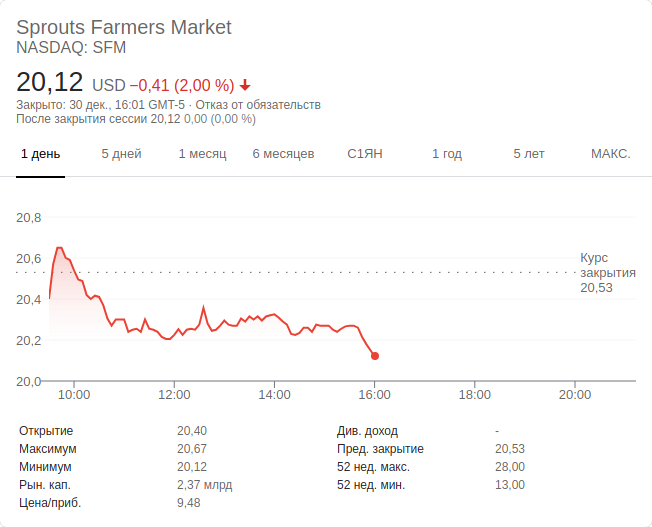 Sprouts Farmers Market
NASDAQ: SFM
20,12 USD −0,41 (2,00 %)
Закрыто: 30 дек., 16:01 GMT-5 · Отказ от обязательств
После закрытия сессии 20,12 0,00 (0,00 %)
1 день 5 дней 1 месяц 6 месяцев С1ЯН 1 год 5 лет МАКС.
20,8
20,6
20,4
20,2
20,0
Курс
закрытия
20,53
10:00 12:00 14:00 16:00 18:00 20:00
Открытие 20,40 Див. доход -
Максимум 20,67 Пред. закрытие 20,53
Минимум 20,12 52 нед. макс. 28,00
Рын. кап. 2,37 млрд 52 нед. мин. 13,00
Цена/приб. 9,48